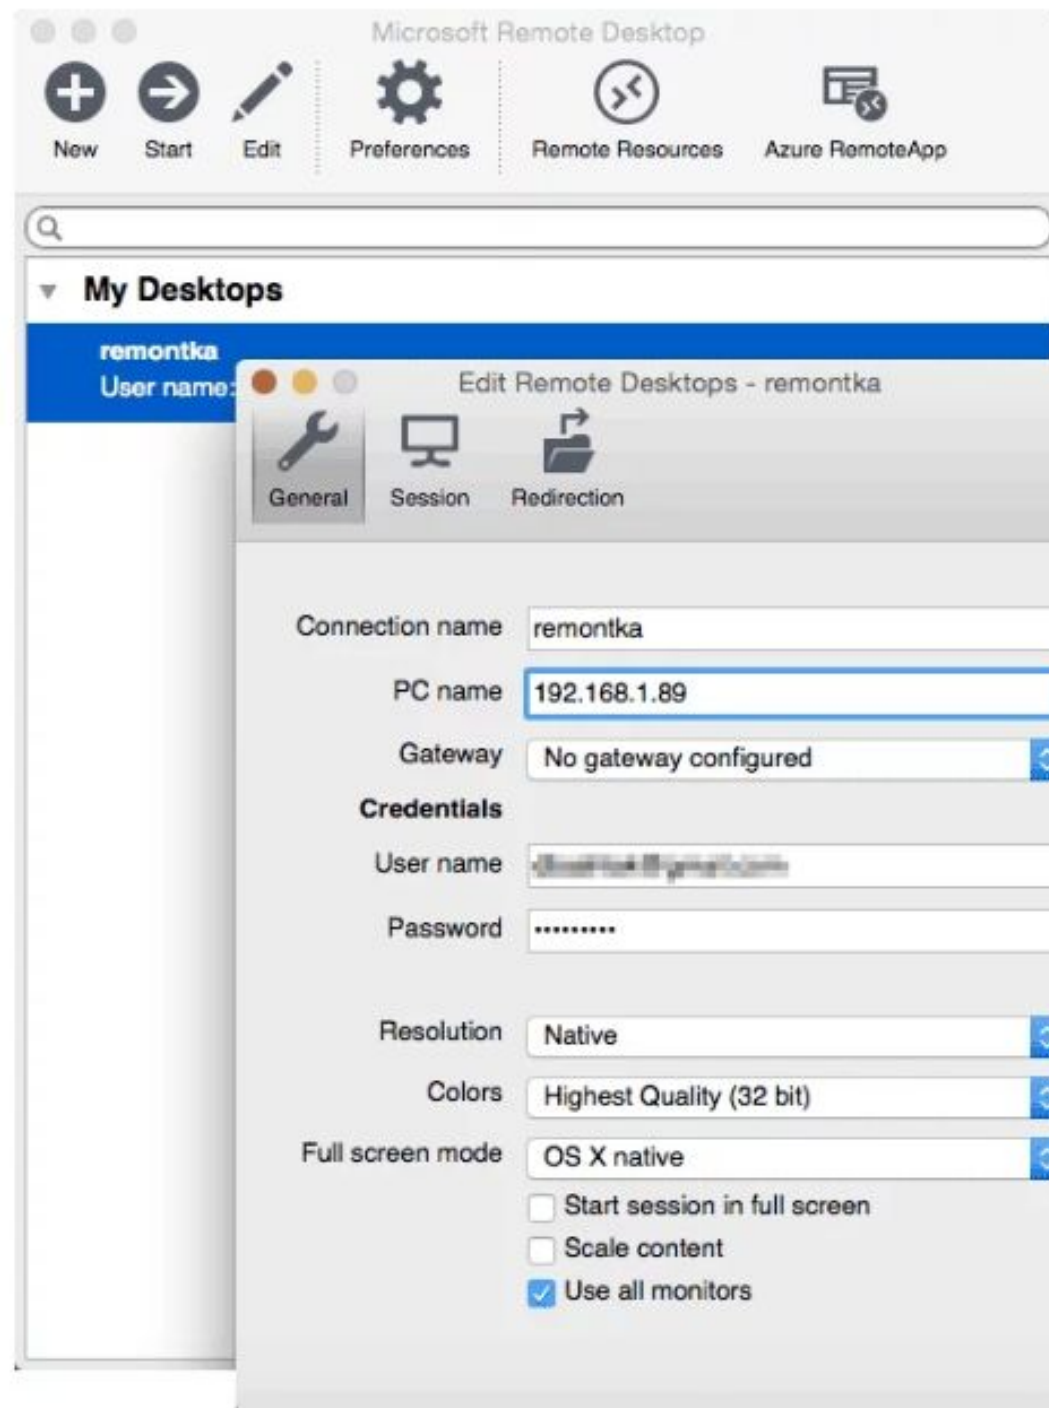 Microsoft Remote Desktop
New Start Edit Preferences Remote Resources Azure RemoteApp
My Desktops
remontka
User name:
Edit Remote Desktops - remontka
General Session Redirection
Connection name remontka
PC name 192.168.1.89
Gateway No gateway configured
Credentials
User name
Password •••••••••
Resolution Native
Colors Highest Quality (32 bit)
Full screen mode OS X native
Start session in full screen
Scale content
Use all monitors